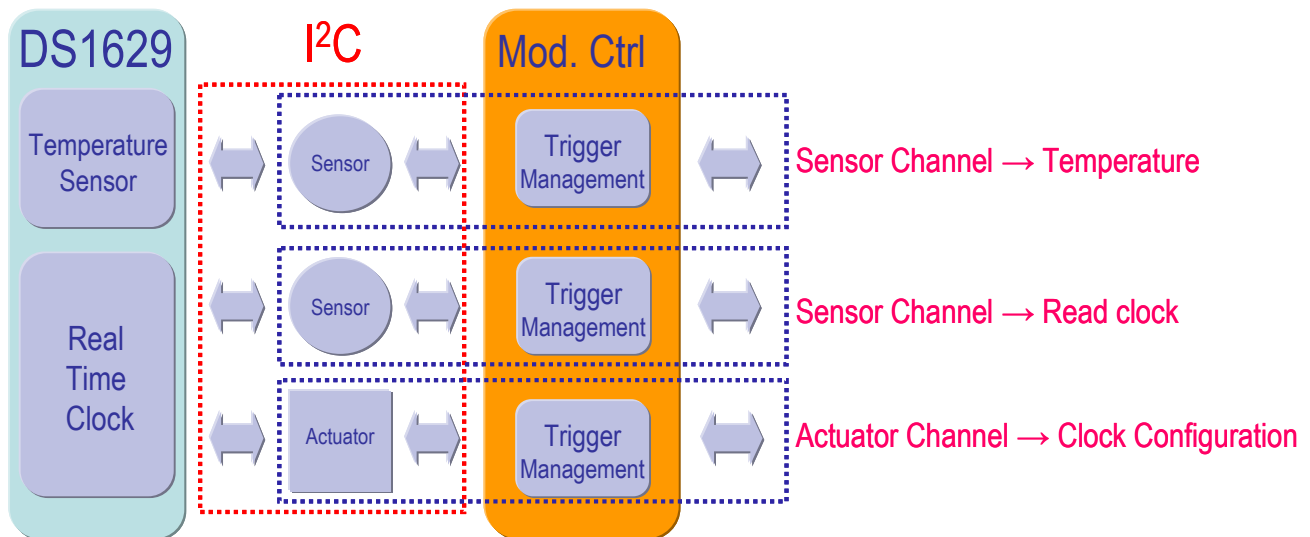 DS1629
I²C
Mod. Ctrl
Temperature
Sensor
Sensor
Trigger
Management
Sensor Channel → Temperature
Real
Time
Clock
Sensor
Trigger
Management
Sensor Channel → Read clock
Actuator
Trigger
Management
Actuator Channel → Clock Configuration